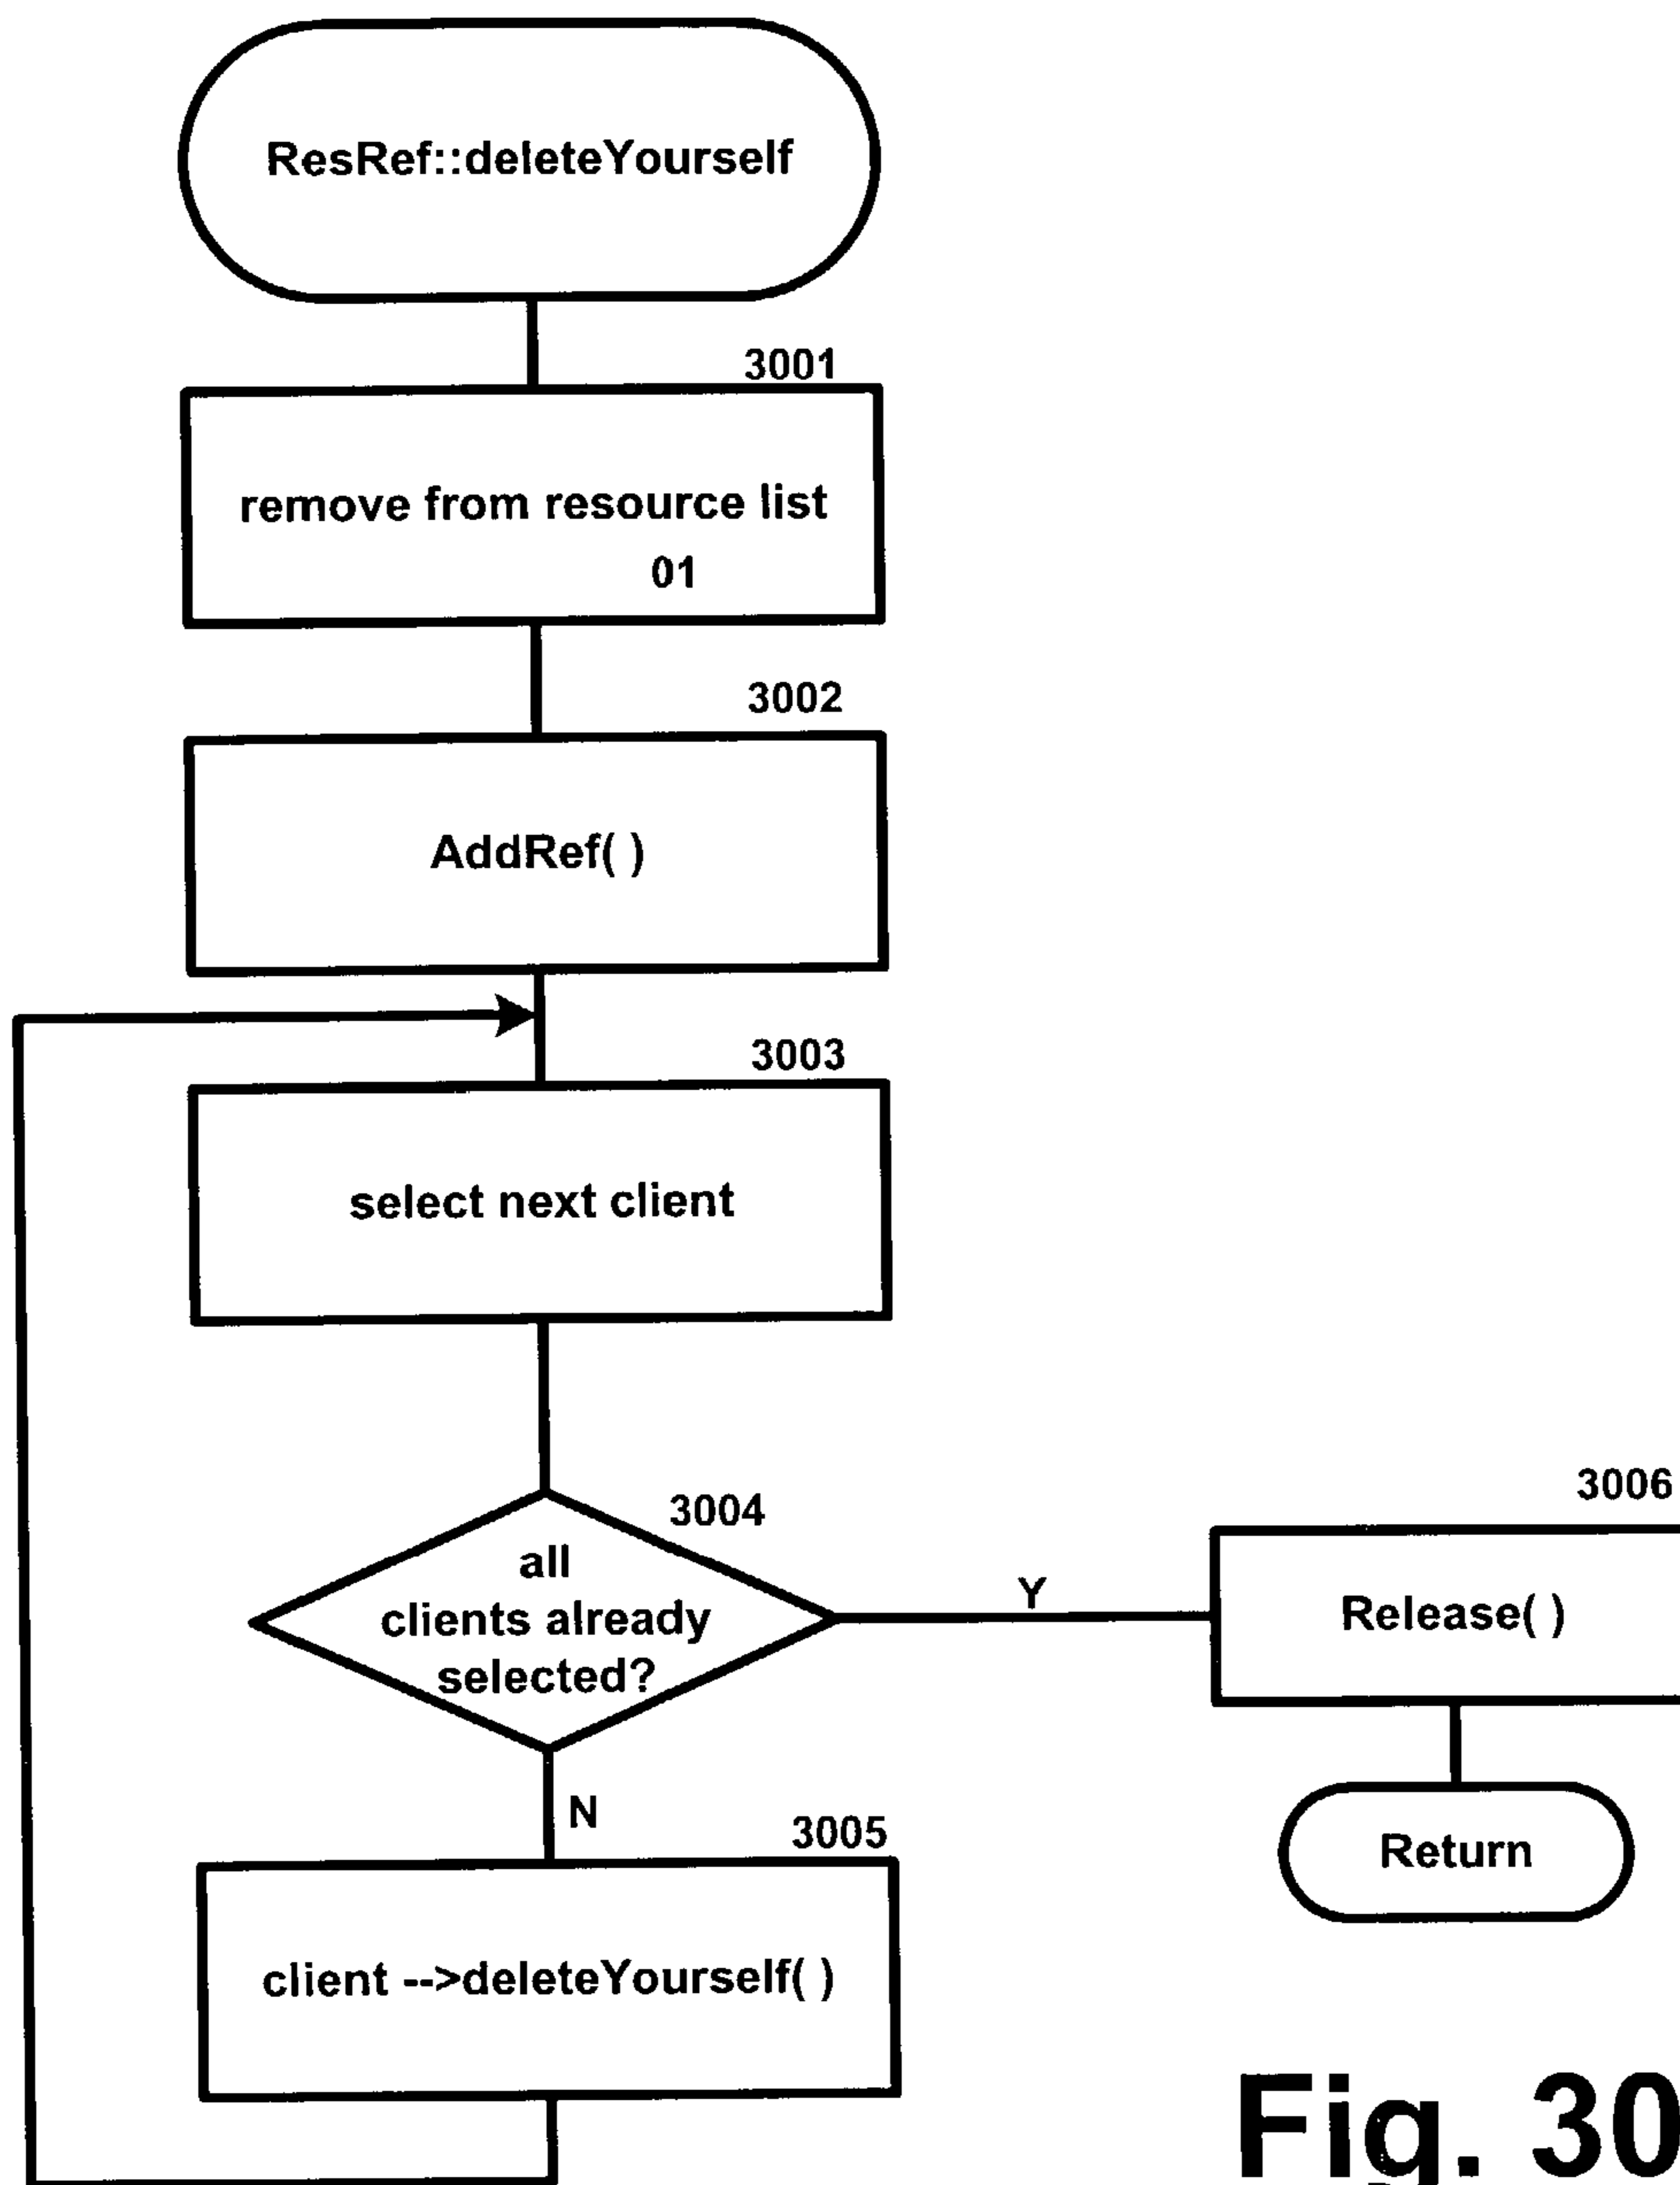 ResRef::deleteYourself
3001
remove from resource list
01
3002
AddRef( )
3003
select next client
3004
all
clients already
selected?
Y
3006
Release( )
Return
N
3005
client -->deleteYourself( )
Fig. 30